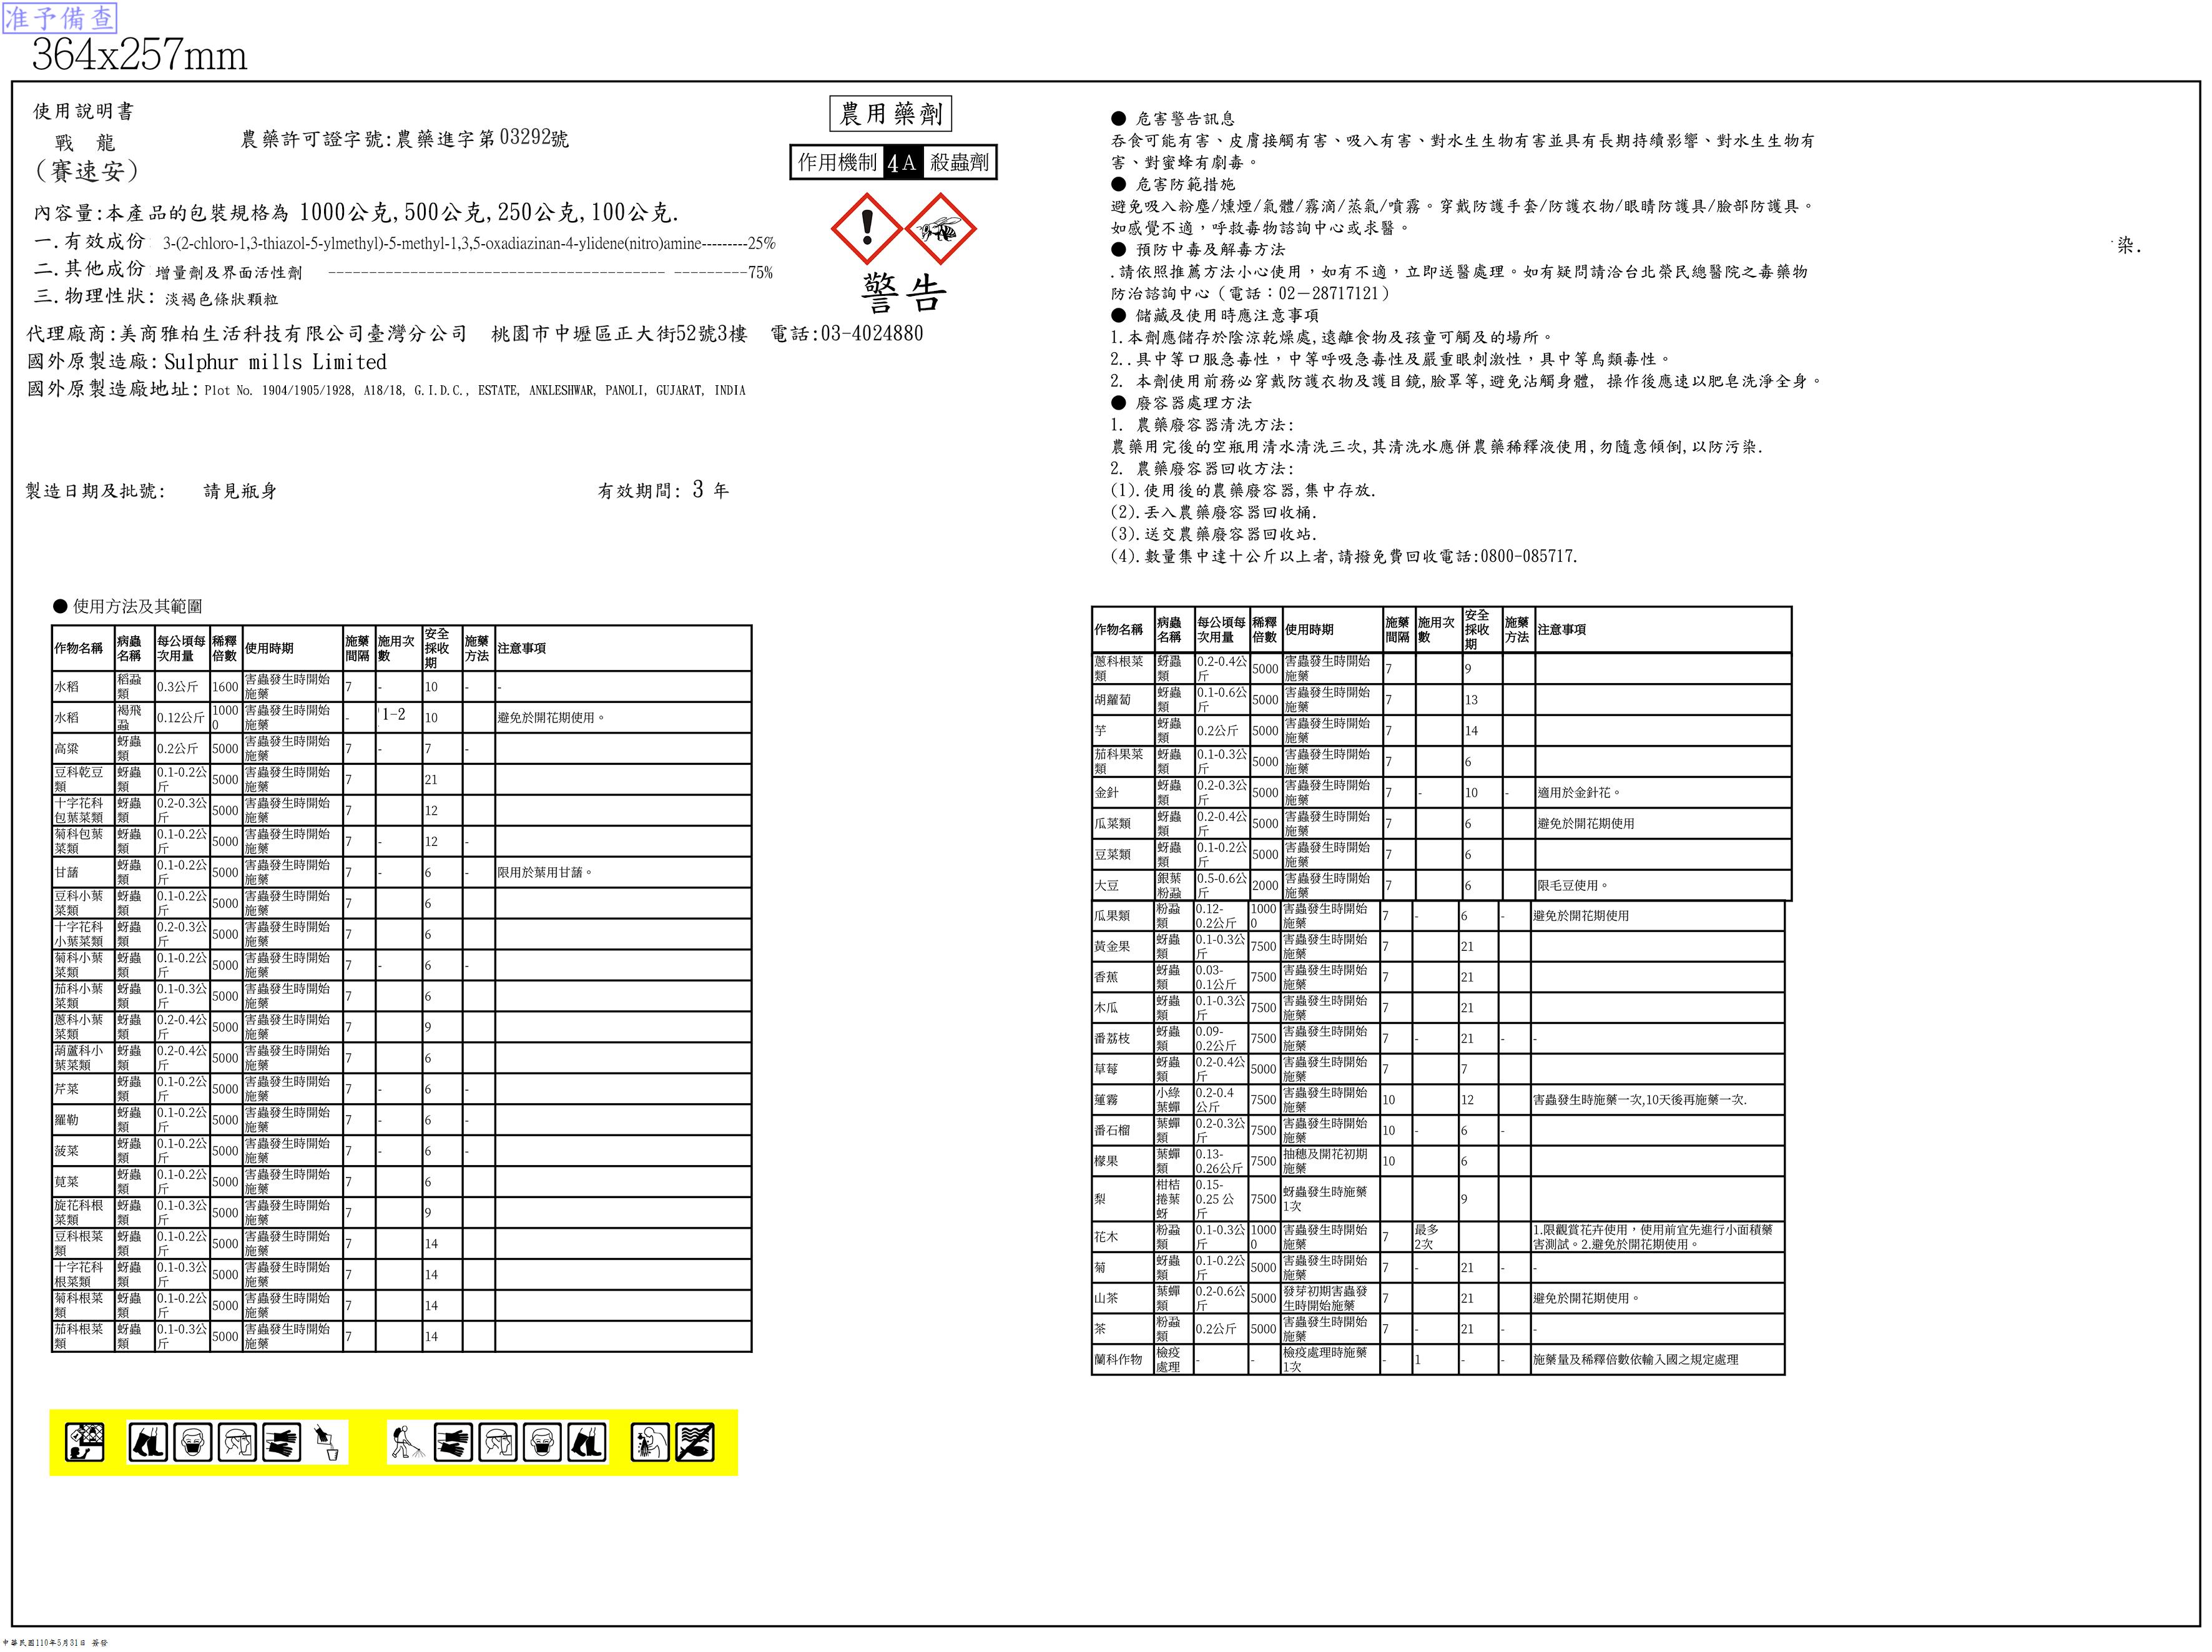 准予備查
364x257mm
使用說明書
戰 龍
(賽速安)
農藥許可證字號:農藥進字第03292號
農用藥劑
作用機制 4A 殺蟲劑
內容量:本產品的包裝規格為 1000公克,500公克,250公克,100公克.
一.有效成份 3-(2-chloro-1,3-thiazol-5-ylmethyl)-5-methyl-1,3,5-oxadiazinan-4-ylidene(nitro)amine---------25%
二.其他成份 增量劑及界面活性劑 ----------------------------------------- ---------75%
三.物理性狀: 淡褐色條狀顆粒
警告
代理廠商:美商雅柏生活科技有限公司臺灣分公司 桃園市中壢區正大街52號3樓 電話:03-4024880
國外原製造廠: Sulphur mills Limited
國外原製造廠地址: Plot No. 1904/1905/1928, A18/18, G.I.D.C., ESTATE, ANKLESHWAR, PANOLI, GUJARAT, INDIA
製造日期及批號: 請見瓶身 有效期間: 3 年
● 危害警告訊息
吞食可能有害、皮膚接觸有害、吸入有害、對水生生物有害並具有長期持續影響、對水生生物有
害、對蜜蜂有劇毒。
● 危害防範措施
避免吸入粉塵/燻煙/氣體/霧滴/蒸氣/噴霧。穿戴防護手套/防護衣物/眼睛防護具/臉部防護具。
如感覺不適，呼救毒物諮詢中心或求醫。
● 預防中毒及解毒方法
.請依照推薦方法小心使用，如有不適，立即送醫處理。如有疑問請洽台北榮民總醫院之毒藥物
防治諮詢中心（電話：02－28717121）
● 儲藏及使用時應注意事項
1.本劑應儲存於陰涼乾燥處,遠離食物及孩童可觸及的場所。
2..具中等口服急毒性，中等呼吸急毒性及嚴重眼刺激性，具中等鳥類毒性。
2. 本劑使用前務必穿戴防護衣物及護目鏡,臉罩等,避免沾觸身體, 操作後應速以肥皂洗淨全身。
● 廢容器處理方法
1. 農藥廢容器清洗方法:
農藥用完後的空瓶用清水清洗三次,其清洗水應併農藥稀釋液使用,勿隨意傾倒,以防污染.
2. 農藥廢容器回收方法:
(1).使用後的農藥廢容器,集中存放.
(2).丟入農藥廢容器回收桶.
(3).送交農藥廢容器回收站.
(4).數量集中達十公斤以上者,請撥免費回收電話:0800-085717.
染.
● 使用方法及其範圍
作物名稱 病蟲名稱 每公頃每次用量 稀釋倍數 使用時期 施藥間隔 施用次數 安全採收期 施藥方法 注意事項
水稻 稻蝨類 0.3公斤 1600 害蟲發生時開始施藥 7 - 10 - -
水稻 褐飛蝨 0.12公斤 10000 害蟲發生時開始施藥 - 1-2 10 避免於開花期使用。
高粱 蚜蟲類 0.2公斤 5000 害蟲發生時開始施藥 7 - 7 -
豆科乾豆類 蚜蟲類 0.1-0.2公斤 5000 害蟲發生時開始施藥 7 21
十字花科包葉菜類 蚜蟲類 0.2-0.3公斤 5000 害蟲發生時開始施藥 7 12
菊科包葉菜類 蚜蟲類 0.1-0.2公斤 5000 害蟲發生時開始施藥 7 - 12 -
甘藷 蚜蟲類 0.1-0.2公斤 5000 害蟲發生時開始施藥 7 - 6 - 限用於葉用甘藷。
豆科小葉菜類 蚜蟲類 0.1-0.2公斤 5000 害蟲發生時開始施藥 7 6
十字花科小葉菜類 蚜蟲類 0.2-0.3公斤 5000 害蟲發生時開始施藥 7 6
菊科小葉菜類 蚜蟲類 0.1-0.2公斤 5000 害蟲發生時開始施藥 7 - 6 -
茄科小葉菜類 蚜蟲類 0.1-0.3公斤 5000 害蟲發生時開始施藥 7 6
蔥科小葉菜類 蚜蟲類 0.2-0.4公斤 5000 害蟲發生時開始施藥 7 9
葫蘆科小葉菜類 蚜蟲類 0.2-0.4公斤 5000 害蟲發生時開始施藥 7 6
芹菜 蚜蟲類 0.1-0.2公斤 5000 害蟲發生時開始施藥 7 - 6 -
羅勒 蚜蟲類 0.1-0.2公斤 5000 害蟲發生時開始施藥 7 - 6 -
菠菜 蚜蟲類 0.1-0.2公斤 5000 害蟲發生時開始施藥 7 - 6 -
莧菜 蚜蟲類 0.1-0.2公斤 5000 害蟲發生時開始施藥 7 6
旋花科根菜類 蚜蟲類 0.1-0.3公斤 5000 害蟲發生時開始施藥 7 9
豆科根菜類 蚜蟲類 0.1-0.2公斤 5000 害蟲發生時開始施藥 7 14
十字花科根菜類 蚜蟲類 0.1-0.3公斤 5000 害蟲發生時開始施藥 7 14
菊科根菜類 蚜蟲類 0.1-0.2公斤 5000 害蟲發生時開始施藥 7 14
茄科根菜類 蚜蟲類 0.1-0.3公斤 5000 害蟲發生時開始施藥 7 14
作物名稱 病蟲名稱 每公頃每次用量 稀釋倍數 使用時期 施藥間隔 施用次數 安全採收期 施藥方法 注意事項
蔥科根菜類 蚜蟲類 0.2-0.4公斤 5000 害蟲發生時開始施藥 7 9
胡蘿蔔 蚜蟲類 0.1-0.6公斤 5000 害蟲發生時開始施藥 7 13
芋 蚜蟲類 0.2公斤 5000 害蟲發生時開始施藥 7 14
茄科果菜類 蚜蟲類 0.1-0.3公斤 5000 害蟲發生時開始施藥 7 6
金針 蚜蟲類 0.2-0.3公斤 5000 害蟲發生時開始施藥 7 - 10 - 適用於金針花。
瓜菜類 蚜蟲類 0.2-0.4公斤 5000 害蟲發生時開始施藥 7 6 避免於開花期使用
豆菜類 蚜蟲類 0.1-0.2公斤 5000 害蟲發生時開始施藥 7 6
大豆 銀葉粉蝨 0.5-0.6公斤 2000 害蟲發生時開始施藥 7 6 限毛豆使用。
瓜果類 粉蝨類 0.12-0.2公斤 10000 害蟲發生時開始施藥 7 - 6 - 避免於開花期使用
黃金果 蚜蟲類 0.1-0.3公斤 7500 害蟲發生時開始施藥 7 21
香蕉 蚜蟲類 0.03-0.1公斤 7500 害蟲發生時開始施藥 7 21
木瓜 蚜蟲類 0.1-0.3公斤 7500 害蟲發生時開始施藥 7 21
番荔枝 蚜蟲類 0.09-0.2公斤 7500 害蟲發生時開始施藥 7 - 21 - -
草莓 蚜蟲類 0.2-0.4公斤 5000 害蟲發生時開始施藥 7 7
蓮霧 小綠葉蟬 0.2-0.4公斤 7500 害蟲發生時開始施藥 10 12 害蟲發生時施藥一次,10天後再施藥一次.
番石榴 葉蟬類 0.2-0.3公斤 7500 害蟲發生時開始施藥 10 - 6 -
檬果 葉蟬類 0.13-0.26公斤 7500 抽穗及開花初期施藥 10 6
梨 柑桔捲葉蚜 0.15-0.25公斤 7500 蚜蟲發生時施藥1次 9
花木 粉蝨類 0.1-0.3公斤 10000 害蟲發生時開始施藥 7 最多2次 1.限觀賞花卉使用，使用前宜先進行小面積藥害測試。2.避免於開花期使用。
菊 蚜蟲類 0.1-0.2公斤 5000 害蟲發生時開始施藥 7 - 21 - -
山茶 葉蟬類 0.2-0.6公斤 5000 發芽初期害蟲發生時開始施藥 7 21 避免於開花期使用。
茶 粉蝨類 0.2公斤 5000 害蟲發生時開始施藥 7 - 21 - -
蘭科作物 檢疫處理 - - 檢疫處理時施藥1次 - 1 - - 施藥量及稀釋倍數依輸入國之規定處理
中華民國110年5月31日 簽發